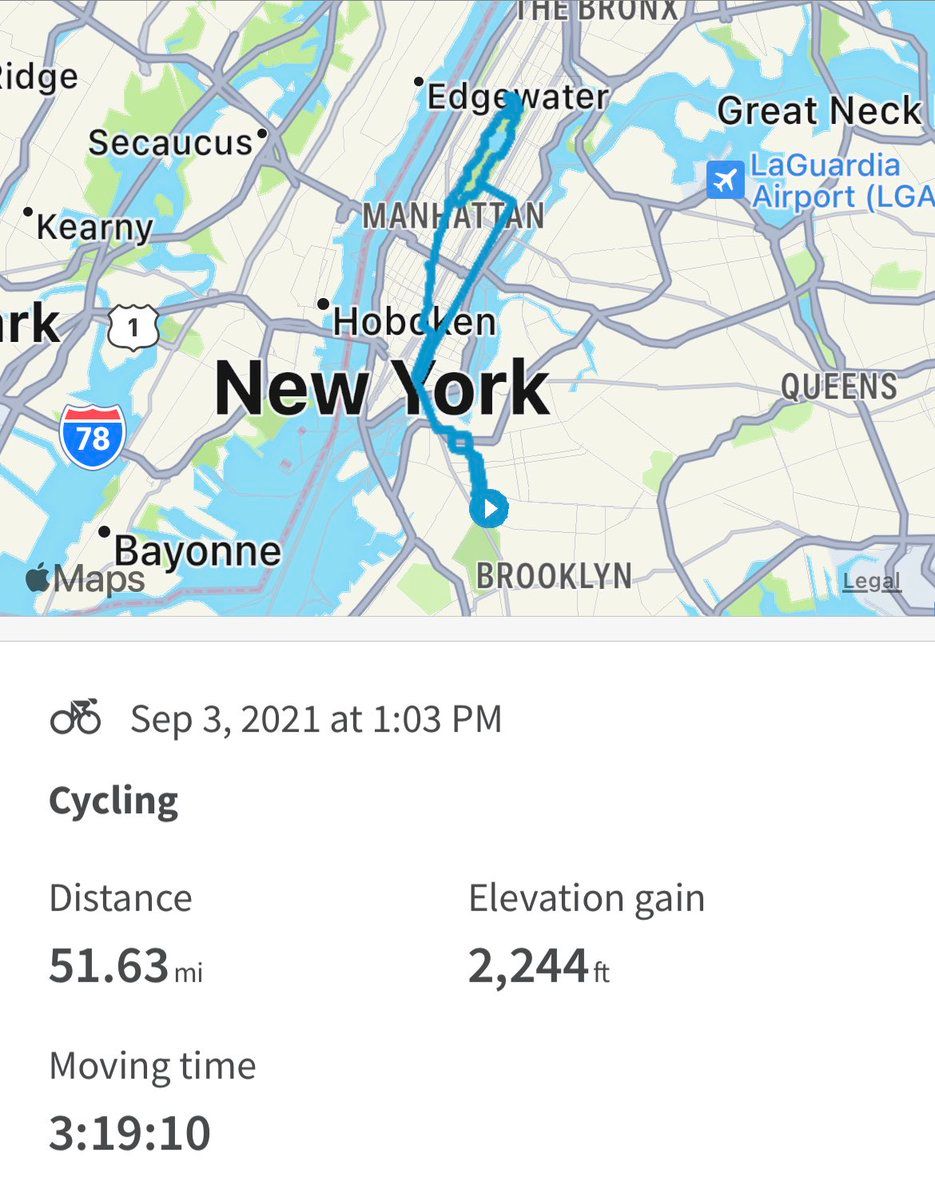 THE BRONX
idge
Edgewater
Great Neck
Secaucus
LaGuardia
Airport (LGA
Kearny
MANHATTAN
1
Hoboken
rk
New York
QUEENS
78
Bayonne
BROOKLYN
Maps
Legal
Sep 3, 2021 at 1:03 PM
Cycling
Distance
Elevation gain
51.63 mi
2,244 ft
Moving time
3:19:10